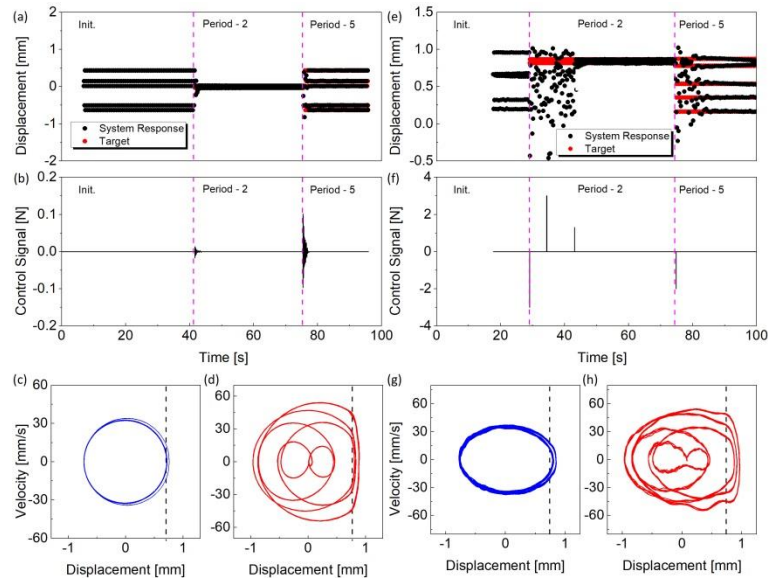 (a)
Displacement [mm]
2
1
0
-1
-2
Init.
Period - 2
Period - 5
System Response
Target
(b)
Control Signal [N]
0.2
0.1
0.0
-0.1
-0.2
Init.
Period - 2
Period - 5
0 20 40 60 80 100
Time [s]
(e)
Displacement [mm]
1.5
1.0
0.5
0.0
-0.5
Init.
Period - 2
Period - 5
System Response
Target
(f)
Control Signal [N]
4
2
0
-2
-4
Init.
Period - 2
Period - 5
0 20 40 60 80 100
Time [s]
(c)
Velocity [mm/s]
60
30
0
-30
-60
-1 0 1
Displacement [mm]
(d)
60
30
0
-30
-60
-1 0 1
Displacement [mm]
(g)
Velocity [mm/s]
60
30
0
-30
-60
-1 0 1
Displacement [mm]
(h)
60
30
0
-30
-60
-1 0 1
Displacement [mm]